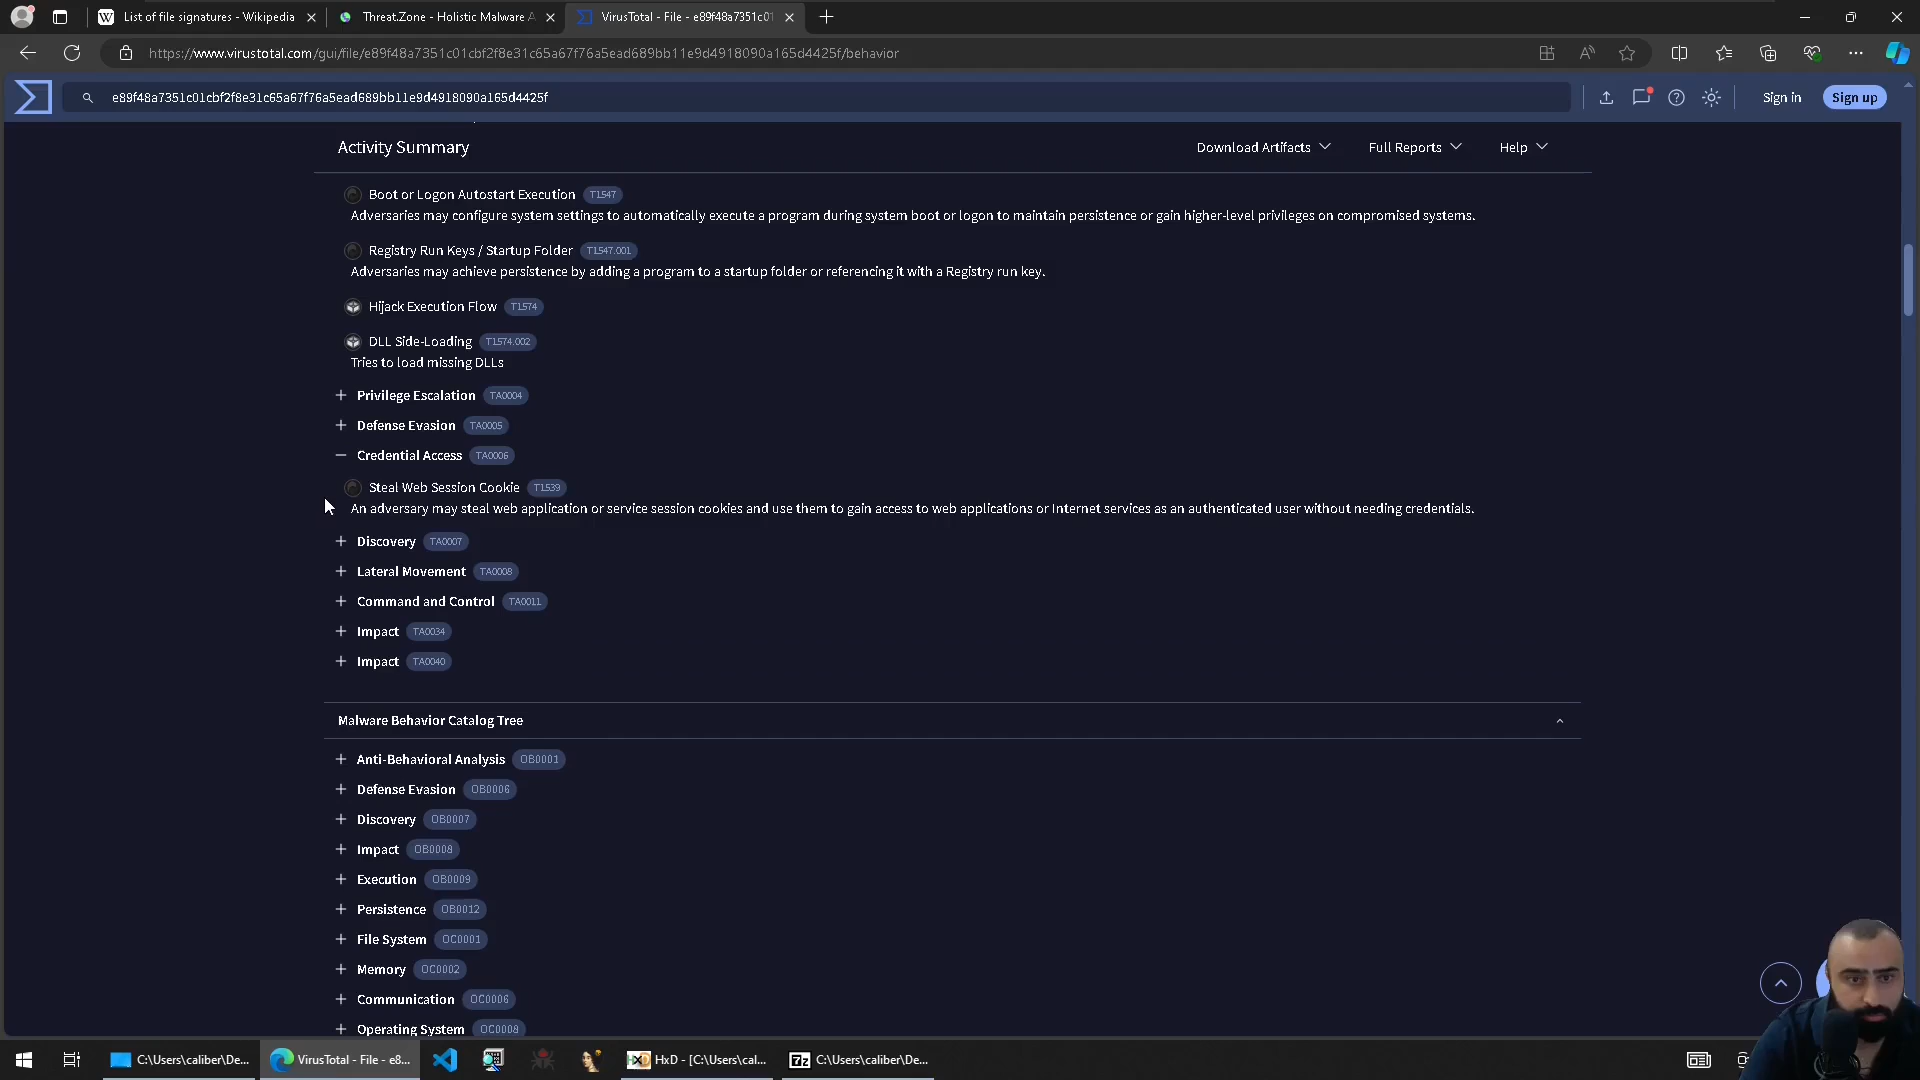 List of file signatures - Wikipedia
Threat.Zone - Holistic Malware A
VirusTotal - File - e89f48a7351c01
https://www.virustotal.com/gui/file/e89f48a7351c01cbf2f8e31c65a67f76a5ead689bb11e9d4918090a165d4425f/behavior
e89f48a7351c01cbf2f8e31c65a67f76a5ead689bb11e9d4918090a165d4425f
Sign in
Sign up
Activity Summary
Download Artifacts
Full Reports
Help
Boot or Logon Autostart Execution T1547
Adversaries may configure system settings to automatically execute a program during system boot or logon to maintain persistence or gain higher-level privileges on compromised systems.
Registry Run Keys / Startup Folder T1547.001
Adversaries may achieve persistence by adding a program to a startup folder or referencing it with a Registry run key.
Hijack Execution Flow T1574
DLL Side-Loading T1574.002
Tries to load missing DLLs
+ Privilege Escalation TA0004
+ Defense Evasion TA0005
− Credential Access TA0006
Steal Web Session Cookie T1539
An adversary may steal web application or service session cookies and use them to gain access to web applications or Internet services as an authenticated user without needing credentials.
+ Discovery TA0007
+ Lateral Movement TA0008
+ Command and Control TA0011
+ Impact TA0034
+ Impact TA0040
Malware Behavior Catalog Tree
+ Anti-Behavioral Analysis OB0001
+ Defense Evasion OB0006
+ Discovery OB0007
+ Impact OB0008
+ Execution OB0009
+ Persistence OB0012
+ File System OC0001
+ Memory OC0002
+ Communication OC0006
+ Operating System OC0008
C:\Users\caliber\De...
VirusTotal - File - e8...
HxD - [C:\Users\cal...
C:\Users\caliber\De...